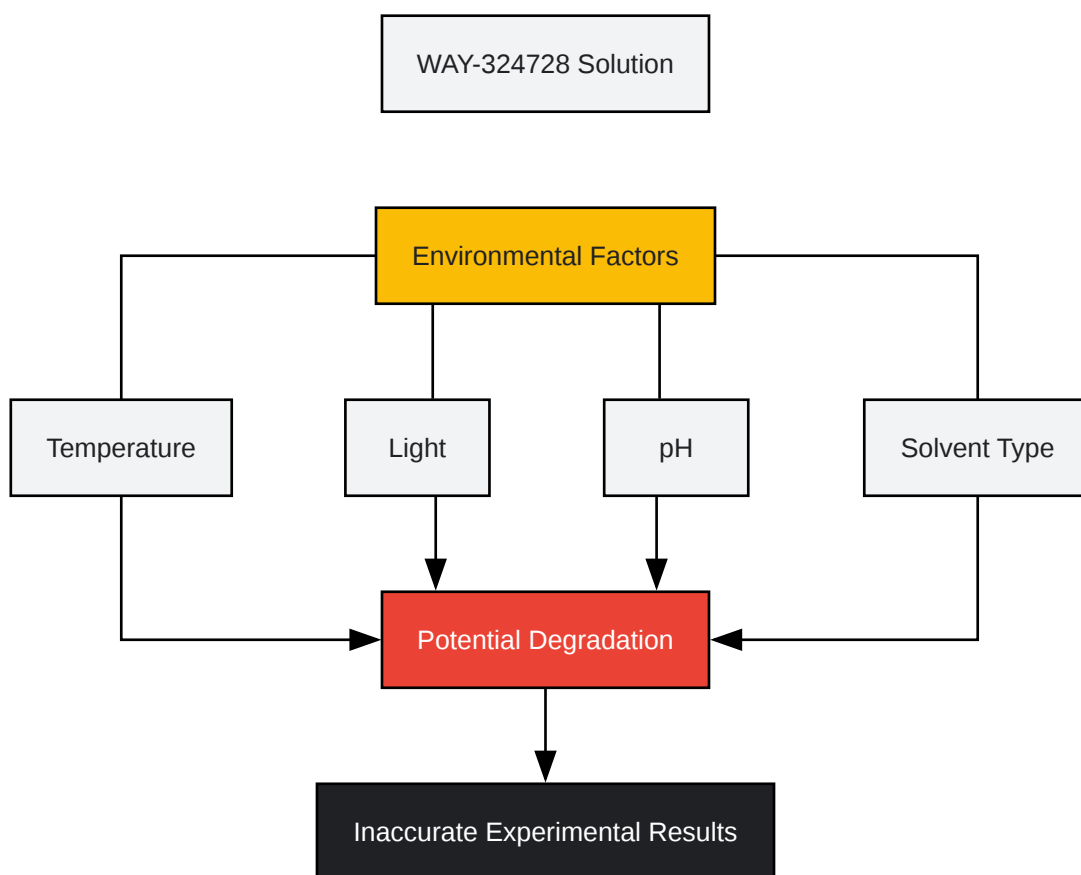 WAY-324728 Solution
Environmental Factors
Temperature
Light
pH
Solvent Type
Potential Degradation
Inaccurate Experimental Results